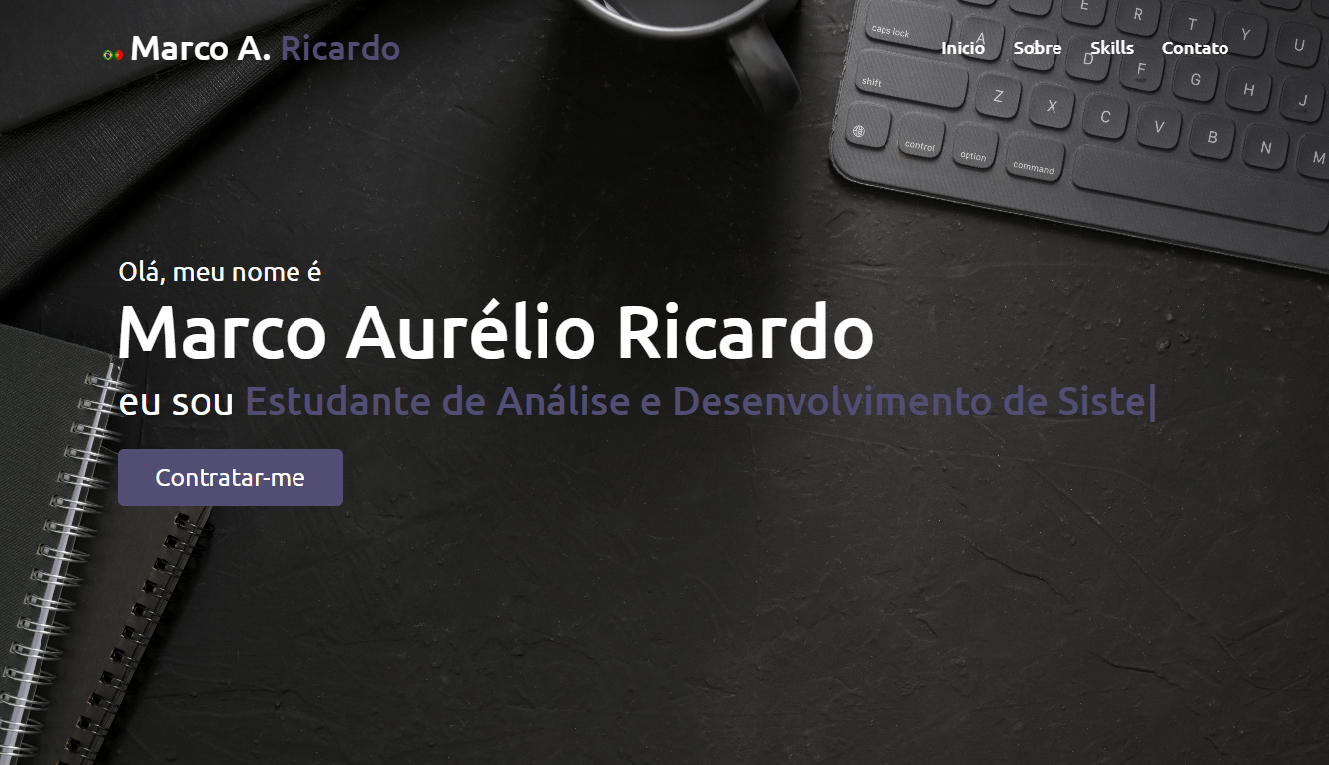 Marco A. Ricardo
Inicio Sobre Skills Contato
E R T Y U
caps lock A D F G H J
shift Z X C V B N M
control option command
Olá, meu nome é
Marco Aurélio Ricardo
eu sou Estudante de Análise e Desenvolvimento de Siste|
Contratar-me